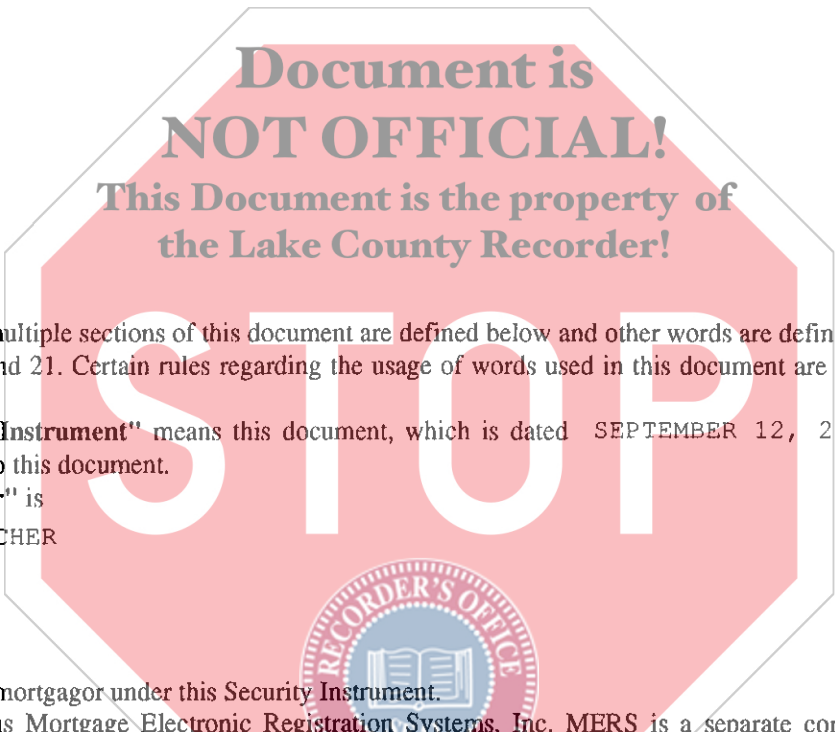 Document is
NOT OFFICIAL!
This Document is the property of
the Lake County Recorder!
ultiple sections of this document are defined below and other words are defin
nd 21. Certain rules regarding the usage of words used in this document are
Instrument" means this document, which is dated SEPTEMBER 12, 2
o this document.
r" is
CHER
STOP
RECORDER'S OFFICE
mortgagor under this Security Instrument.
us Mortgage Electronic Registration Systems, Inc. MERS is a separate cor